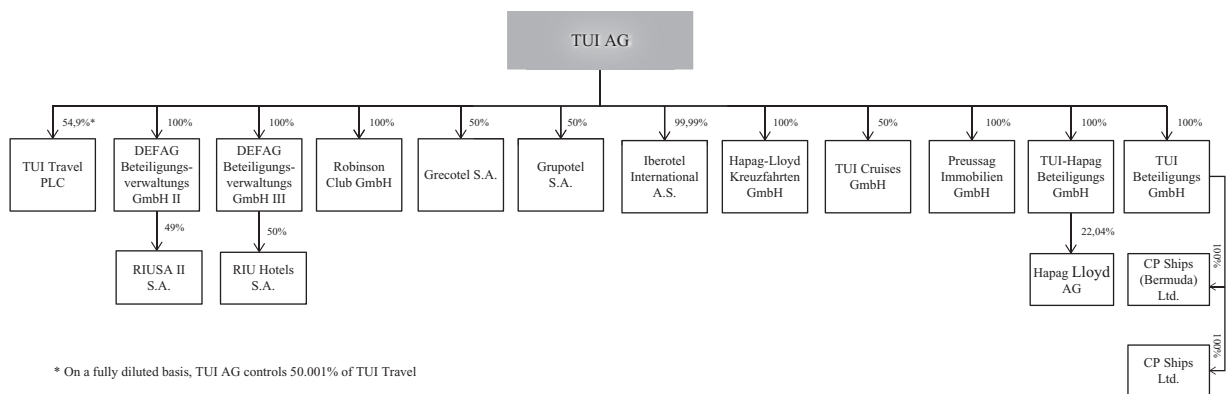 TUI AG
54,9%*
100%
100%
100%
50%
50%
99,99%
100%
50%
100%
100%
100%
TUI Travel
PLC
DEFAG
Beteiligungs-
verwaltungs
GmbH II
DEFAG
Beteiligungs-
verwaltungs
GmbH III
Robinson
Club GmbH
Grecotel S.A.
Grupotel
S.A.
Iberotel
International
A.S.
Hapag-Lloyd
Kreuzfahrten
GmbH
TUI Cruises
GmbH
Preussag
Immobilien
GmbH
TUI-Hapag
Beteiligungs
GmbH
TUI
Beteiligungs
GmbH
49%
50%
22,04%
100%
RIUSA II
S.A.
RIU Hotels
S.A.
Hapag Lloyd
AG
CP Ships
(Bermuda)
Ltd.
100%
CP Ships
Ltd.
* On a fully diluted basis, TUI AG controls 50.001% of TUI Travel